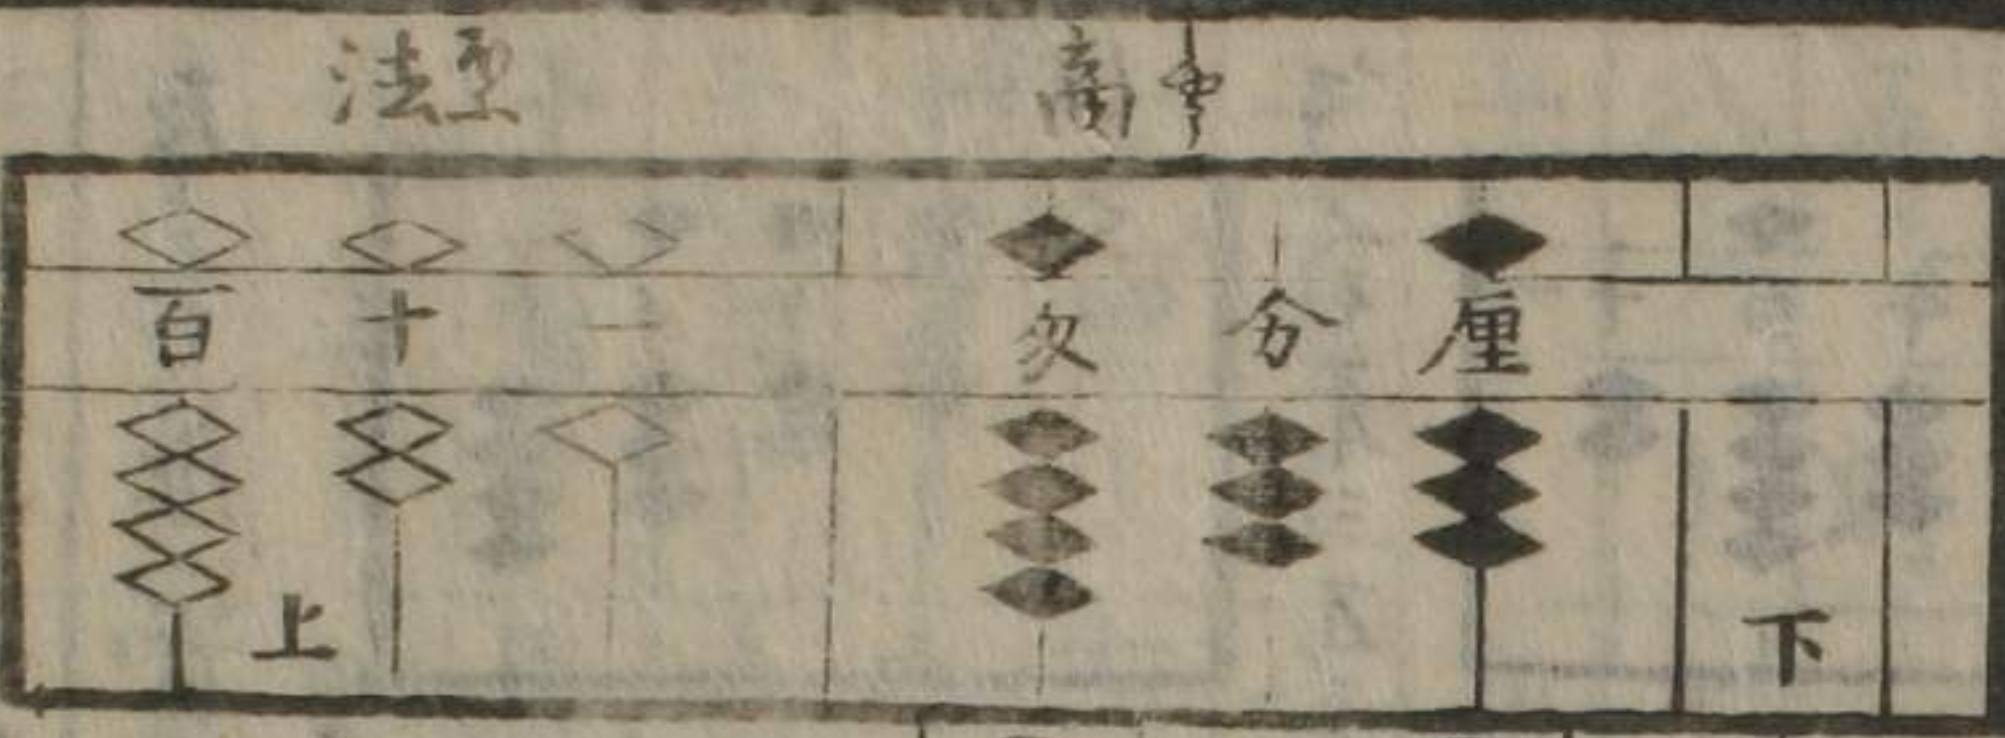 法 商
百 十 一 匁 分 厘
上 下